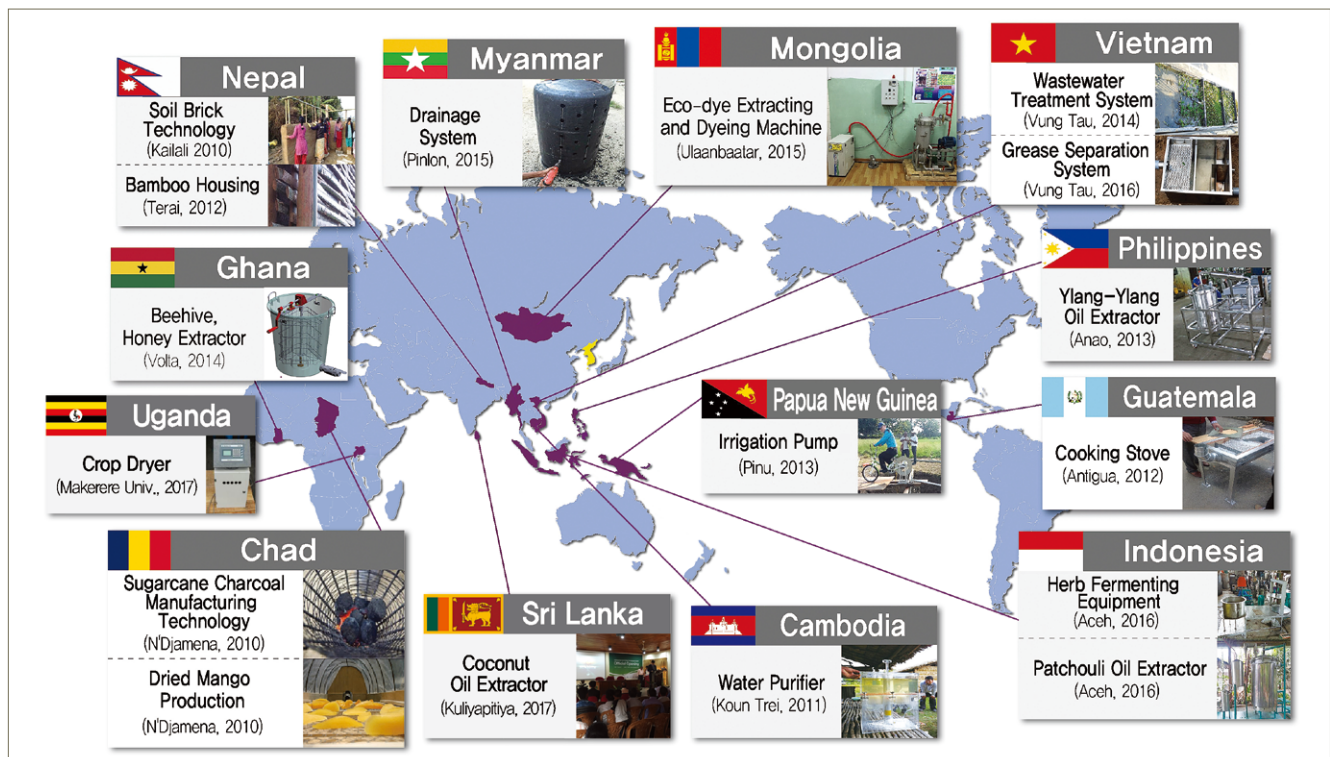 Nepal
Soil Brick
Technology
(Kailali 2010)
Bamboo Housing
(Terai, 2012)
Myanmar
Drainage
System
(Pinlon, 2015)
Mongolia
Eco-dye Extracting
and Dyeing Machine
(Ulaanbaatar, 2015)
Vietnam
Wastewater
Treatment System
(Vung Tau, 2014)
Grease Separation
System
(Vung Tau, 2016)
Ghana
Beehive,
Honey Extractor
(Volta, 2014)
Philippines
Ylang-Ylang
Oil Extractor
(Anao, 2013)
Uganda
Crop Dryer
(Makerere Univ., 2017)
Papua New Guinea
Irrigation Pump
(Pinu, 2013)
Guatemala
Cooking Stove
(Antigua, 2012)
Chad
Sugarcane Charcoal
Manufacturing
Technology
(N'Djamena, 2010)
Dried Mango
Production
(N'Djamena, 2010)
Sri Lanka
Coconut
Oil Extractor
(Kuliyapitiya, 2017)
Cambodia
Water Purifier
(Koun Trei, 2011)
Indonesia
Herb Fermenting
Equipment
(Aceh, 2016)
Patchouli Oil Extractor
(Aceh, 2016)